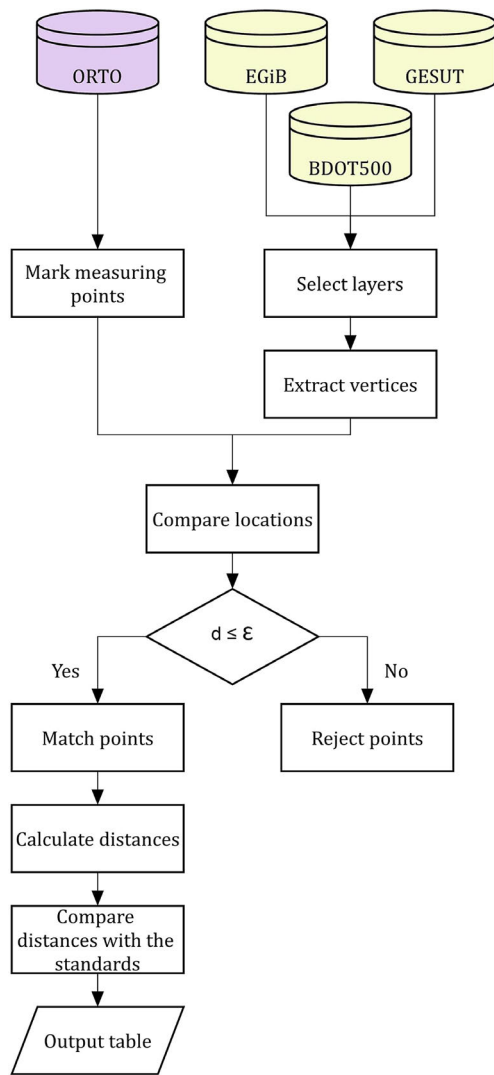 ORTO
EGiB
GESUT
BDOT500
Mark measuring
points
Select layers
Extract vertices
Compare locations
d ≤ ε
Yes
No
Match points
Reject points
Calculate distances
Compare
distances with the
standards
Output table